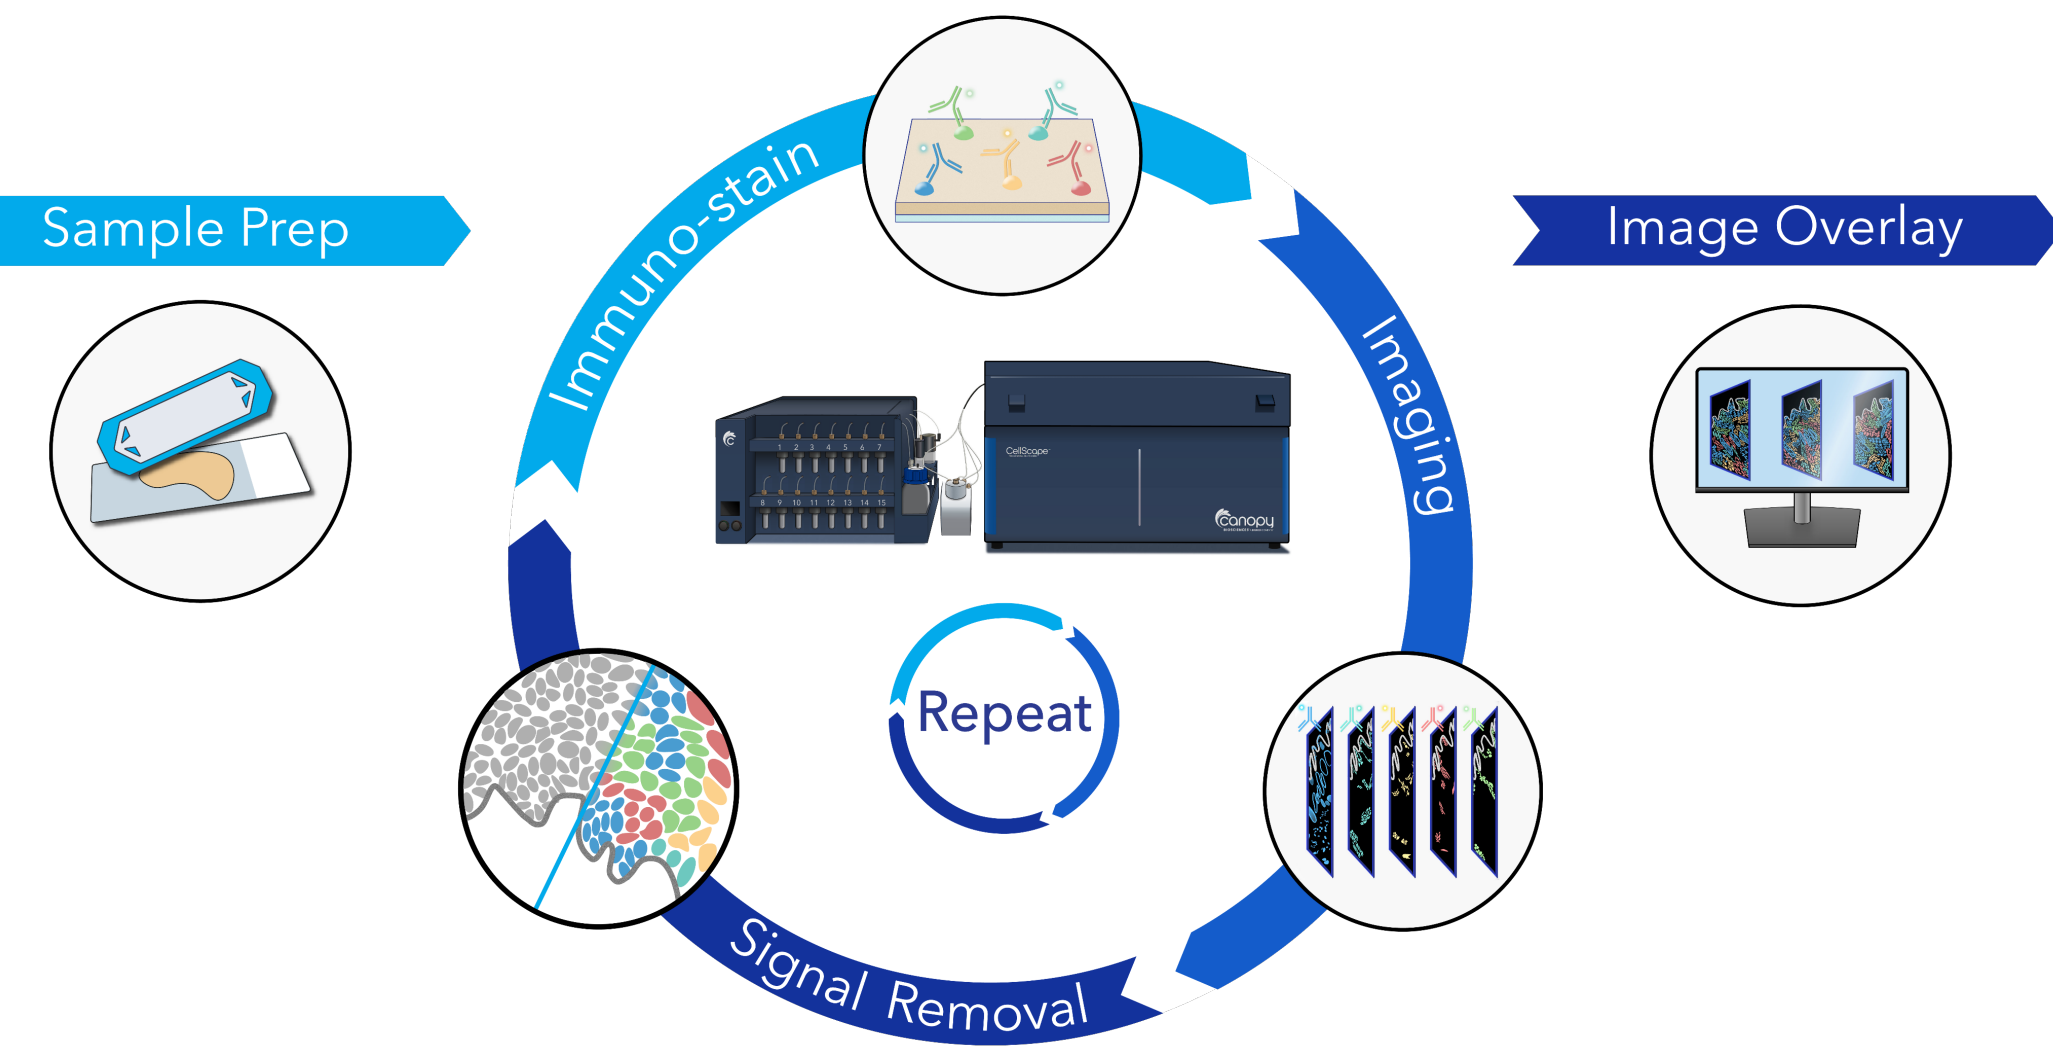 Sample Prep
Immuno-stain
Imaging
Image Overlay
1 2 3 4 5 6 7
8 9 10 11 12 13 14 15
CellScape
canopy
Repeat
Signal Removal